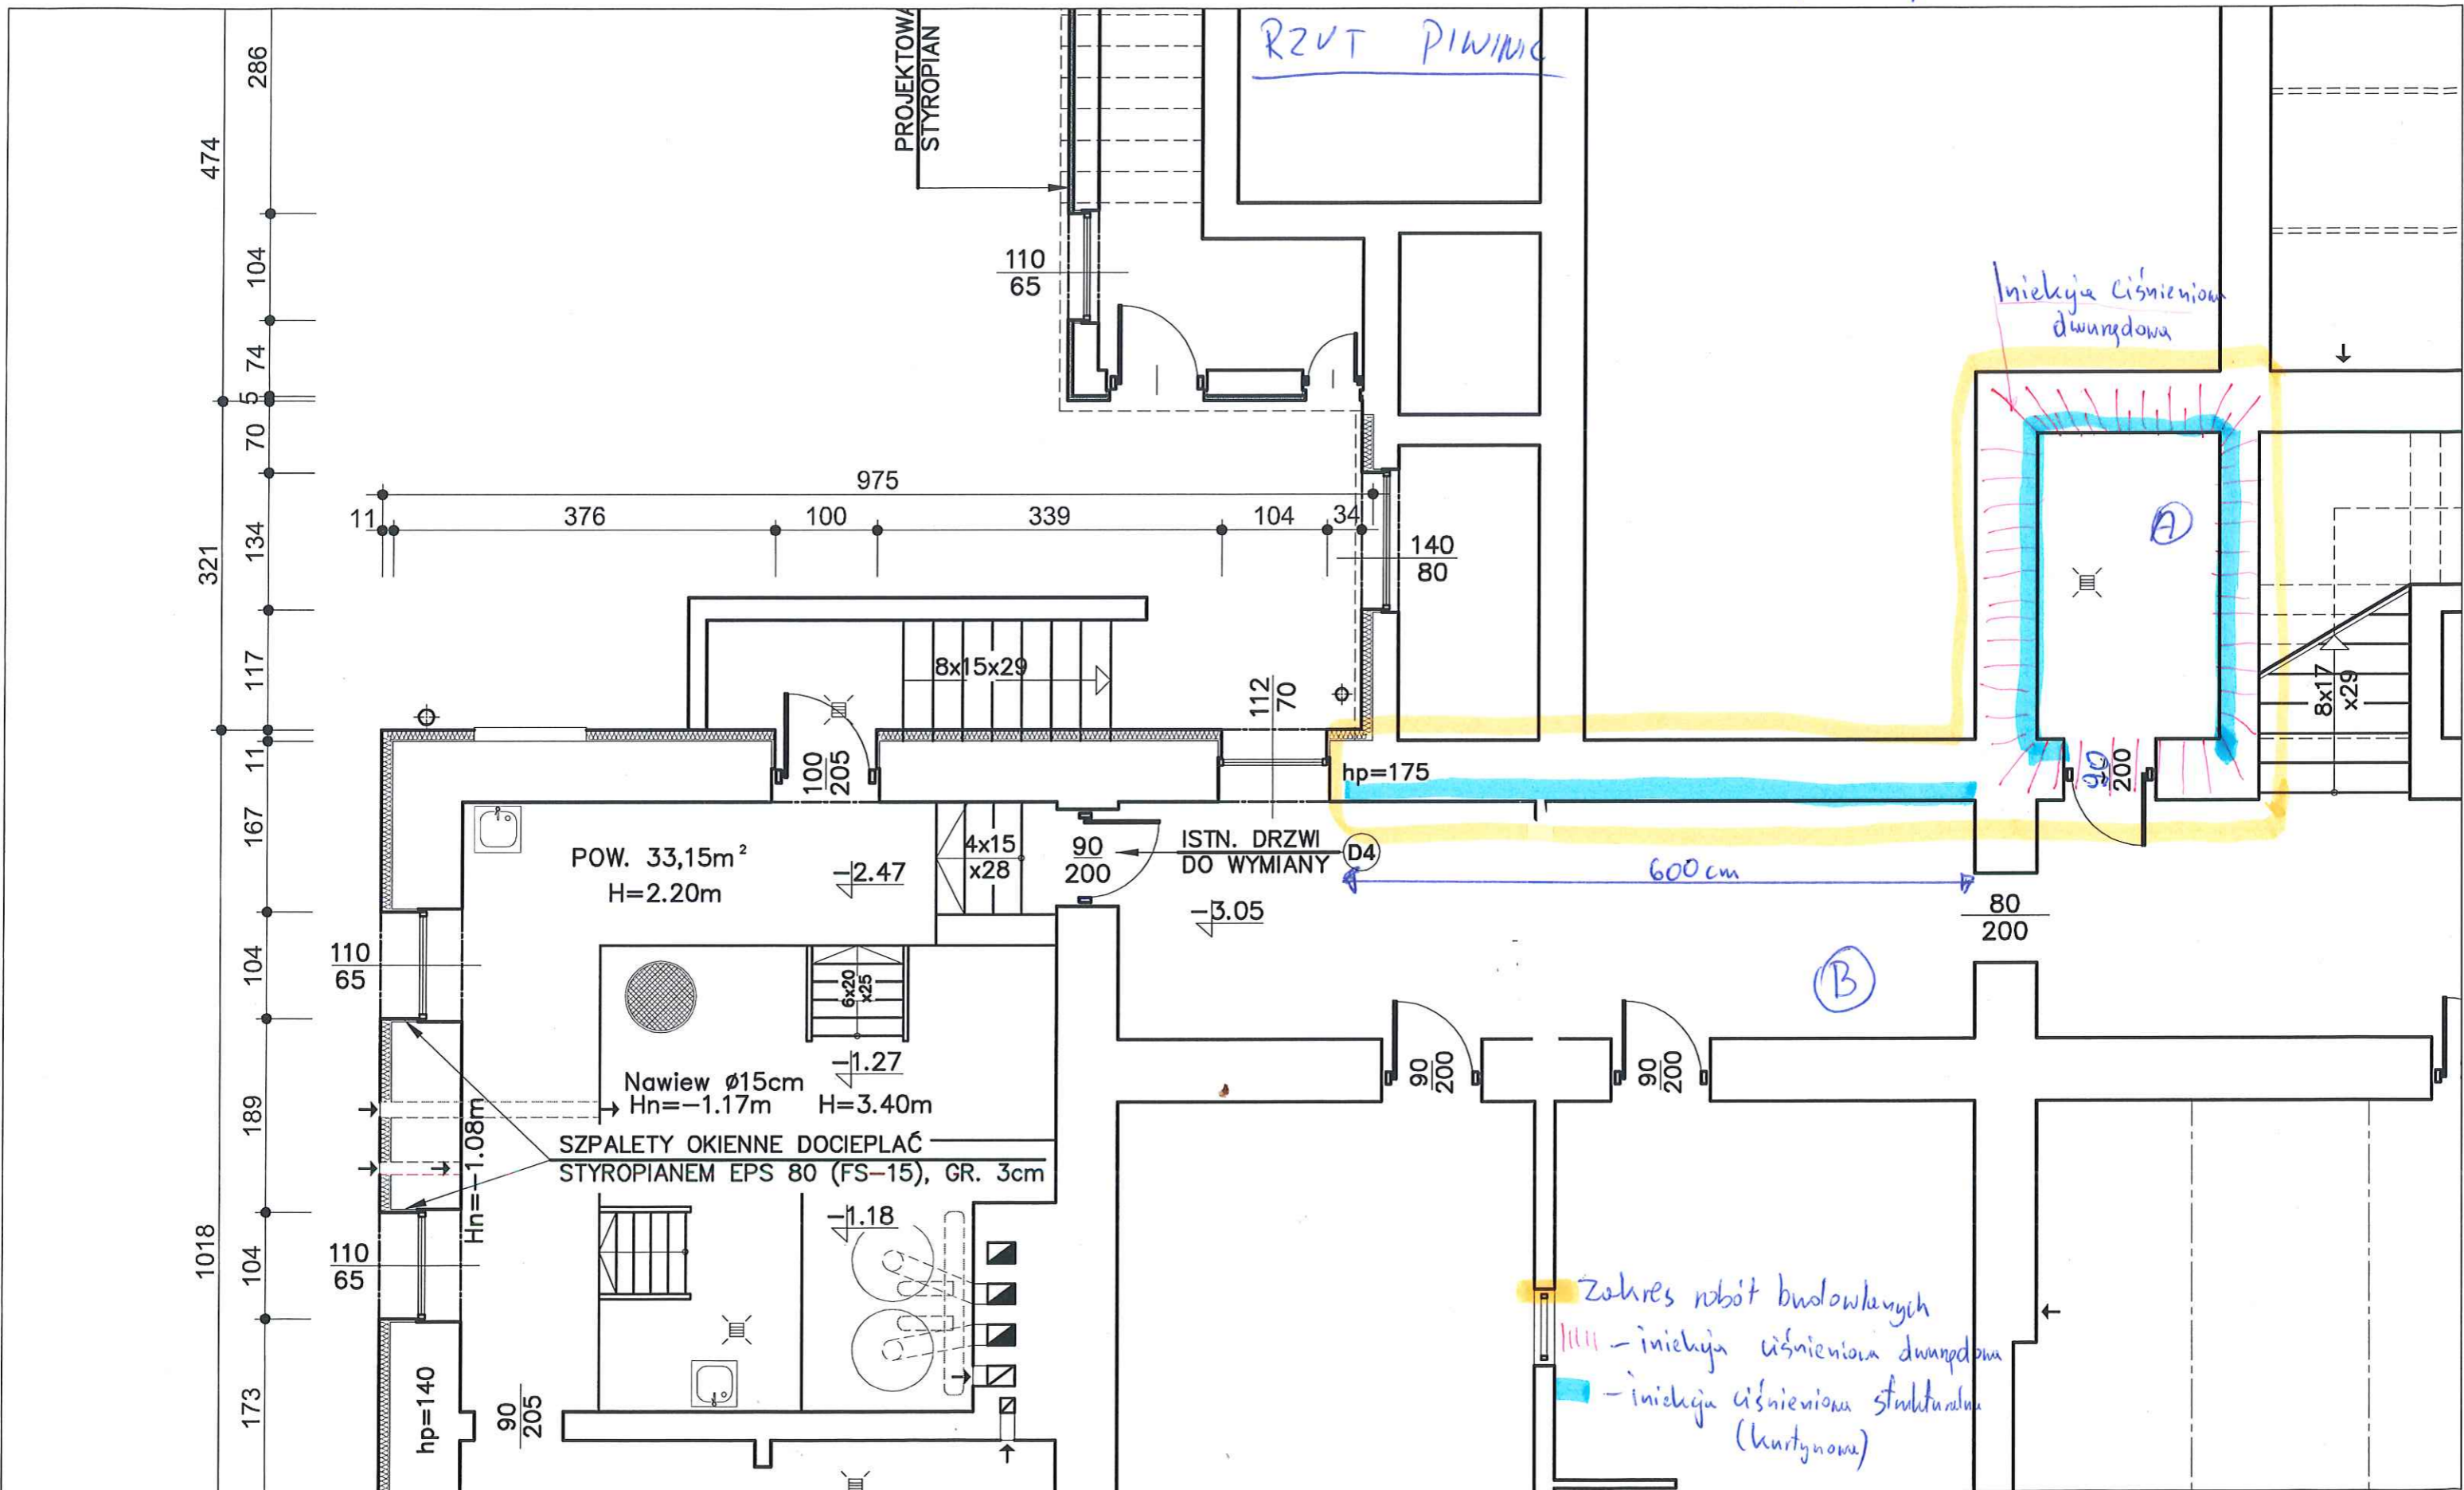 RZUT PIWINIC
PROJEKTOWA
STYROPIAN
286
474
104
74
5
70
134
321
117
11
167
104
189
1018
104
173
110
65
975
11
376
100
339
104
34
140
80
Iniekcja ciśnieniowa
dwurzędowa
A
8x15x29
112
70
100
205
hp=175
90
200
8x17
x29
POW. 33,15m²
H=2.20m
-2.47
4x15
x28
90
200
ISTN. DRZWI
DO WYMIANY
D4
600 cm
-3.05
80
200
B
110
65
6x20
x25
-1.27
Nawiew ø15cm
Hn=-1.17m
H=3.40m
90
200
90
200
Hn=-1.08m
SZPALETY OKIENNE DOCIEPLAĆ
STYROPIANEM EPS 80 (FS-15), GR. 3cm
-1.18
110
65
hp=140
90
205
Zakres robót budowlanych
- iniekcja ciśnieniowa dwurzędowa
- iniekcja ciśnieniowa strukturalna
(kurtynowa)